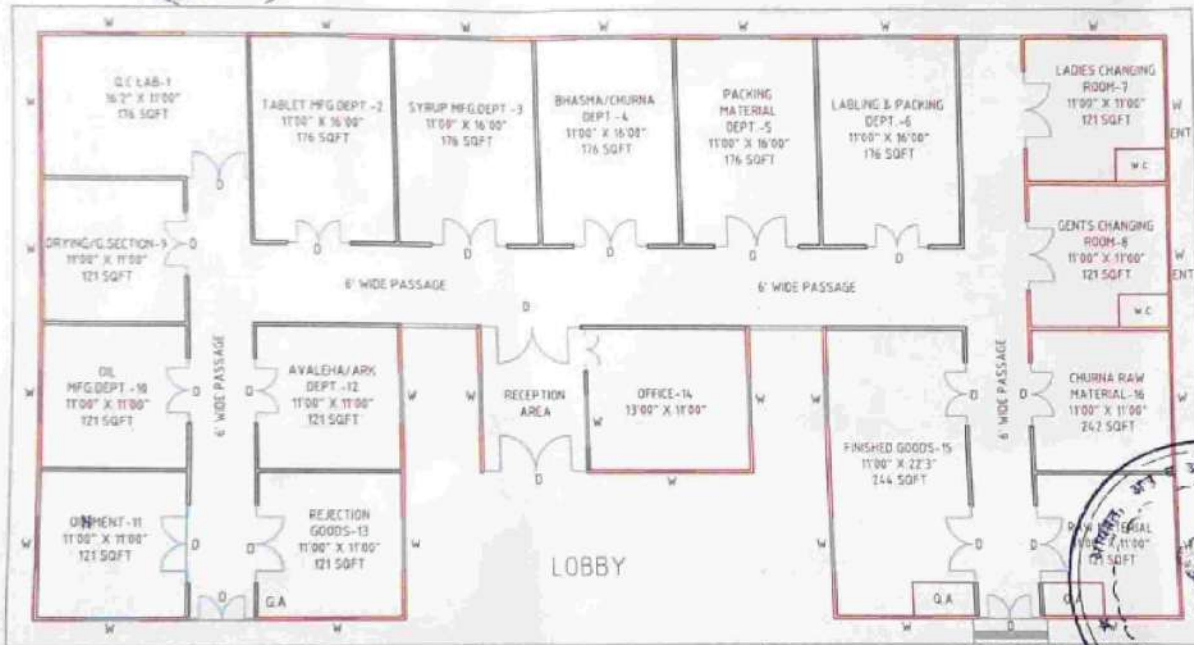 Q.C LAB-1
16'2" X 11'00"
176 SQFT
TABLET MFG.DEPT -2
11'00" X 16'00"
176 SQFT
SYRUP MFG.DEPT -3
11'00" X 16'00"
176 SQFT
BHASMA/CHURNA
DEPT -4
11'00" X 16'00"
176 SQFT
PACKING
MATERIAL
DEPT.-5
11'00" X 16'00"
176 SQFT
LABLING & PACKING
DEPT.-6
11'00" X 16'00"
176 SQFT
LADIES CHANGING
ROOM-7
11'00" X 11'00"
121 SQFT
W.C
GENTS CHANGING
ROOM-8
11'00" X 11'00"
121 SQFT
W.C
DRYING/G.SECTION-9
11'00" X 11'00"
121 SQFT
6' WIDE PASSAGE
6' WIDE PASSAGE
OIL
MFG.DEPT -10
11'00" X 11'00"
121 SQFT
6' WIDE PASSAGE
AVALEHA/ARK
DEPT -12
11'00" X 11'00"
121 SQFT
RECEPTION
AREA
OFFICE-14
13'00" X 11'00"
FINISHED GOODS-15
11'00" X 22'3"
244 SQFT
6' WIDE PASSAGE
CHURNA RAW
MATERIAL-16
11'00" X 11'00"
242 SQFT
11'00" X 11'00"
121 SQFT
REJECTION
GOODS-13
11'00" X 11'00"
121 SQFT
LOBBY
MATERIAL
X 11'00"
SQFT
Q.A
Q.A
W
D
ENT